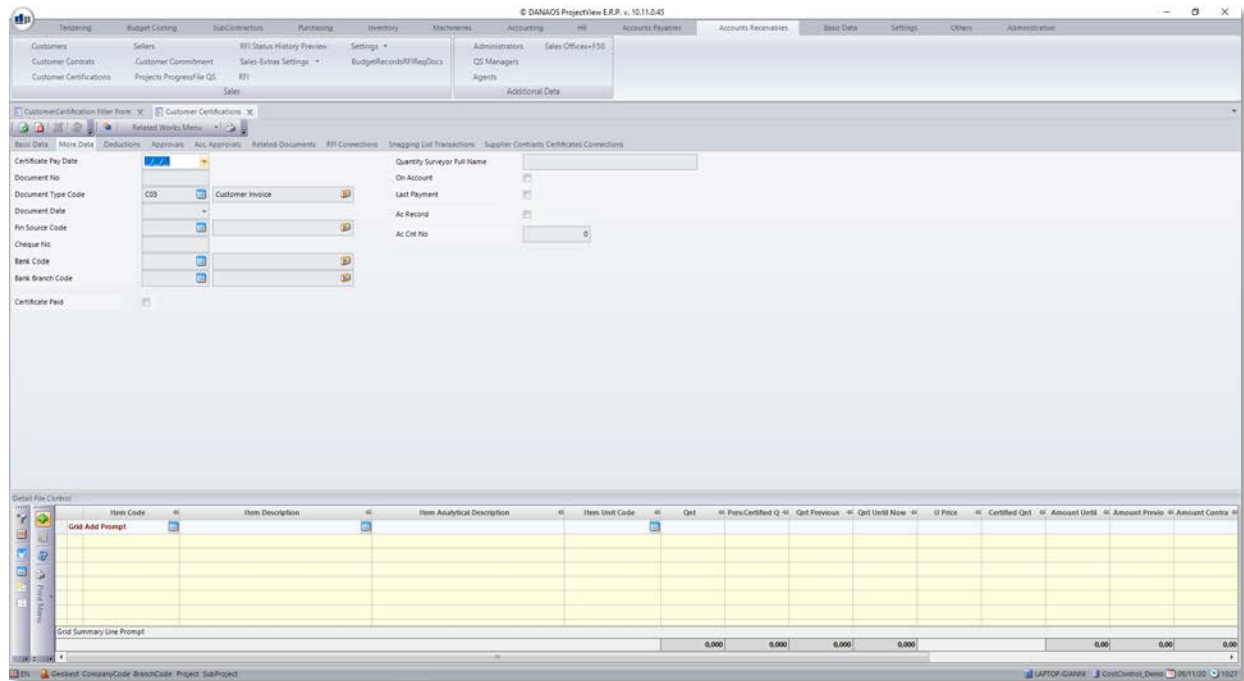 © DANAOS ProjectView E.R.P. v. 10.11.0.45
Tendering Budget Costing SubContractors Purchasing Inventory Machineries Accounting HR Accounts Payables Accounts Receivables Basic Data Settings Others Administration
Customers Sellers RFI Status History Preview Settings Administrators Sales Offices=F50
Customer Contrats Customer Commitment Sales-Extras Settings BudgetRecordsRFIReqDocs QS Managers
Customer Certifications Projects ProgressFile QS RFI Agents
Sales Additional Data
CustomerCertification Filter From Customer Certifications
Related Works Menu
Basic Data More Data Deductions Approvals Acc.Approvals Related Documents RFI Connections Snagging List Transactions Supplier Contracts Certificates Connections
Certificate Pay Date Quantity Surveyor Full Name
Document No On Account
Document Type Code C03 Customer Invoice Last Payment
Document Date Ac Record
Fin Source Code
Ac Cnt No 0
Cheque No
Bank Code
Bank Branch Code
Certificate Paid
Detail File Control
Item Code Item Description Item Analytical Description Item Unit Code Qnt Prev.Certified Q Qnt Previous Qnt Until Now U Price Certified Qnt Amount Until Amount Previo Amount Contra
Grid Add Prompt
Print Menu
Grid Summary Line Prompt
0,000 0,000 0,000 0,000 0,00 0,00 0,00
EN Genbest CompanyCode BranchCode Project SubProject LAPTOP-GIANNI CostControl_Demo 05/11/20 10:27